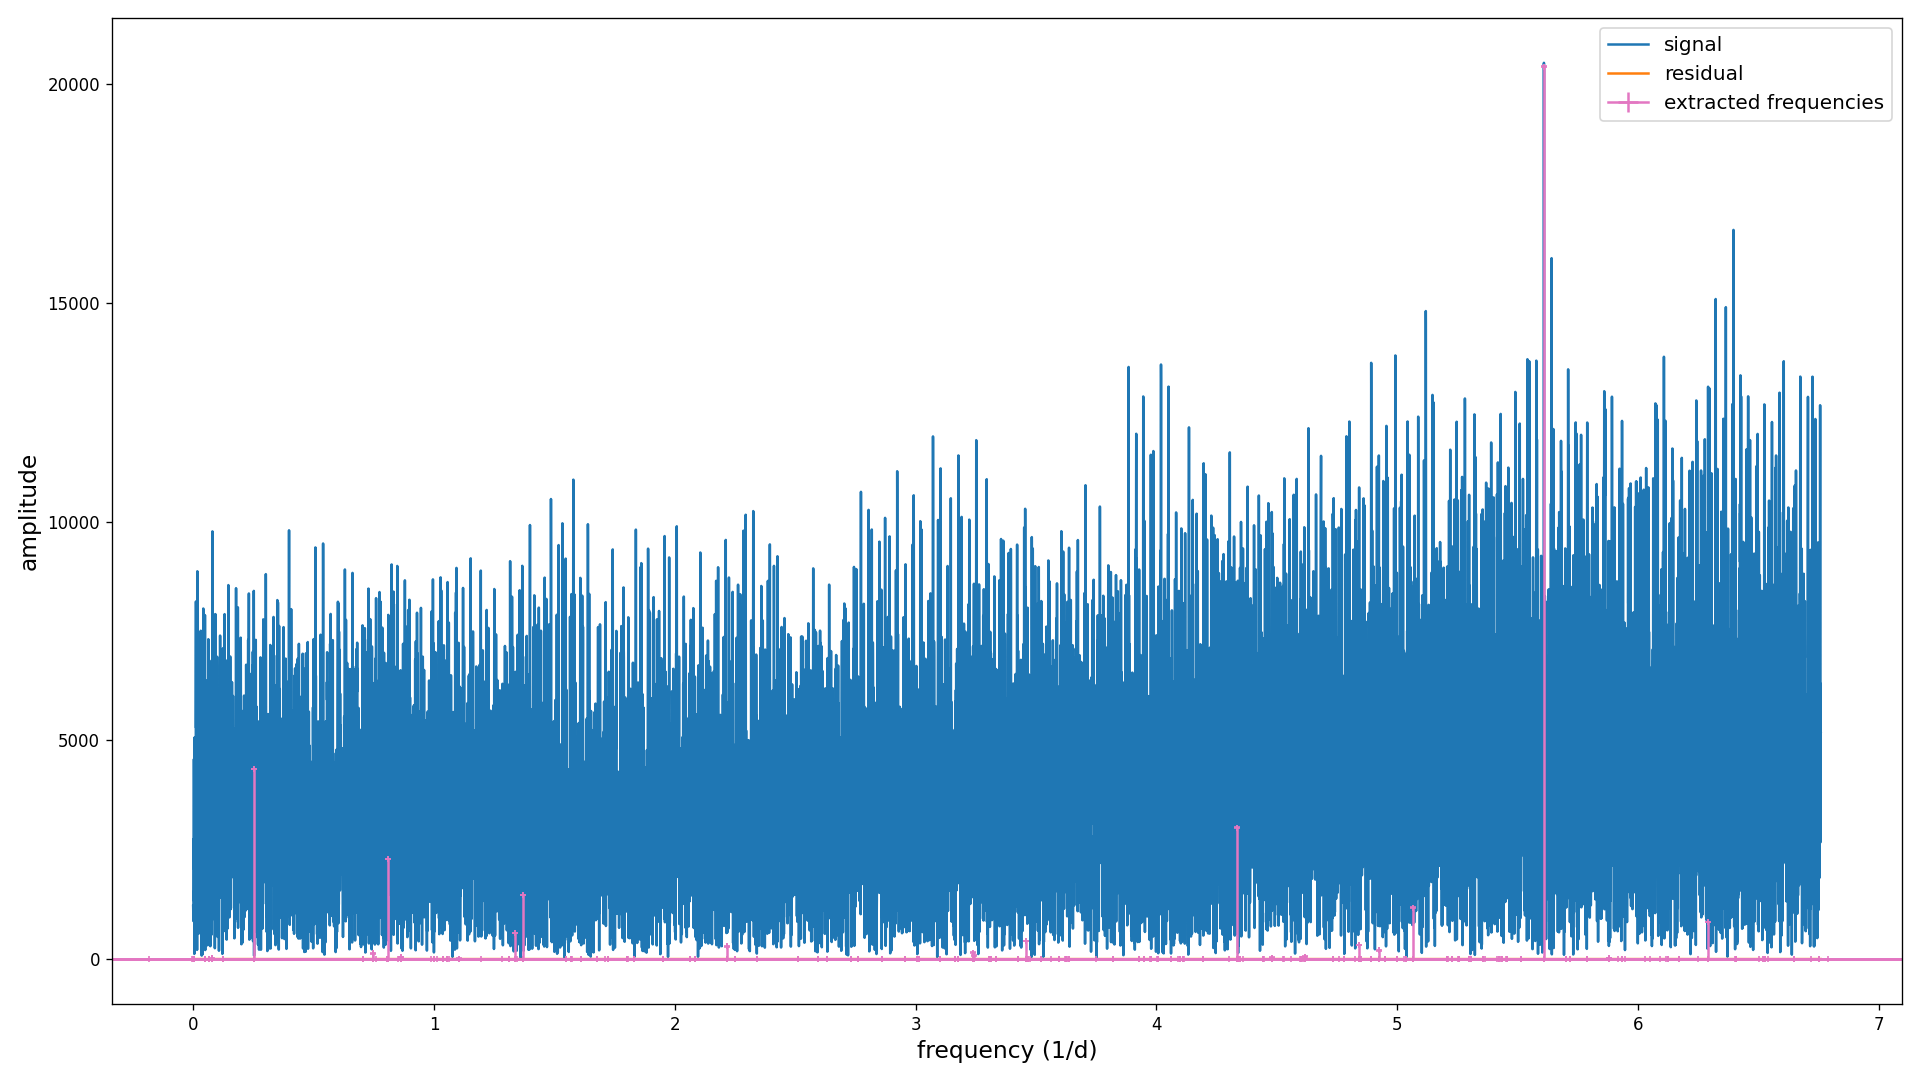 signal
residual
extracted frequencies
20000
15000
10000
5000
0
amplitude
0 1 2 3 4 5 6 7
frequency (1/d)